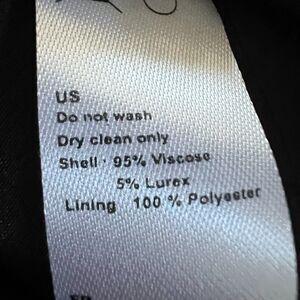 US
Do not wash
Dry clean only
Shell · 95% Viscose
5% Lurex
Lining 100 % Polyester